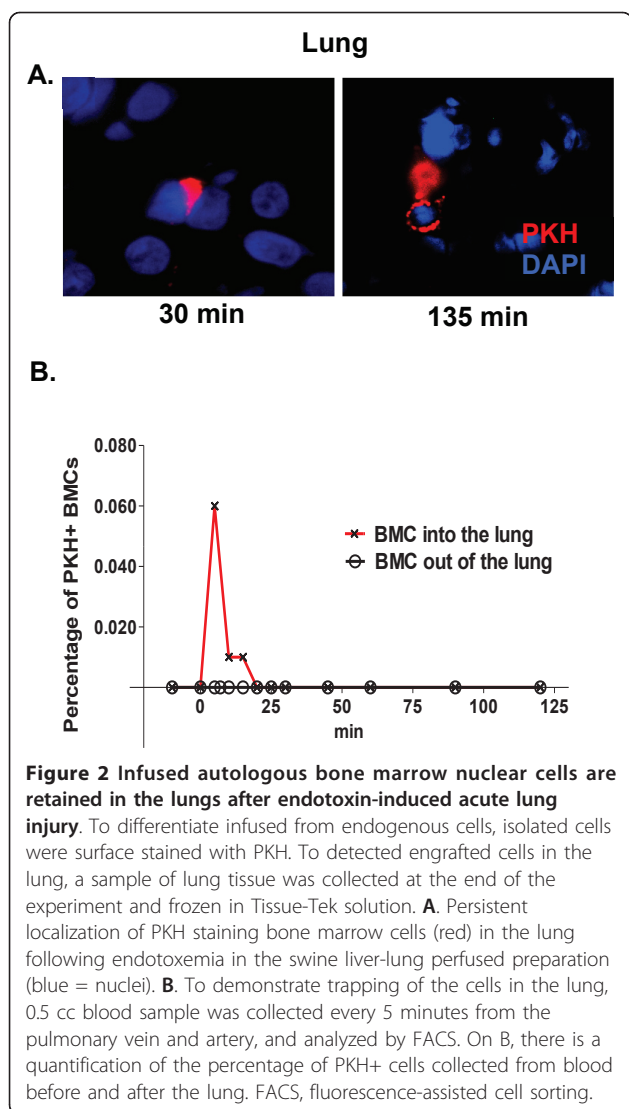 Lung
A.
PKH
DAPI
30 min
135 min
B.
Percentage of PKH+ BMCs
0.080
0.060
0.040
0.020
BMC into the lung
BMC out of the lung
0
25
50
75
100
125
min
Figure 2 Infused autologous bone marrow nuclear cells are
retained in the lungs after endotoxin-induced acute lung
injury. To differentiate infused from endogenous cells, isolated cells
were surface stained with PKH. To detected engrafted cells in the
lung, a sample of lung tissue was collected at the end of the
experiment and frozen in Tissue-Tek solution. A. Persistent
localization of PKH staining bone marrow cells (red) in the lung
following endotoxemia in the swine liver-lung perfused preparation
(blue = nuclei). B. To demonstrate trapping of the cells in the lung,
0.5 cc blood sample was collected every 5 minutes from the
pulmonary vein and artery, and analyzed by FACS. On B, there is a
quantification of the percentage of PKH+ cells collected from blood
before and after the lung. FACS, fluorescence-assisted cell sorting.